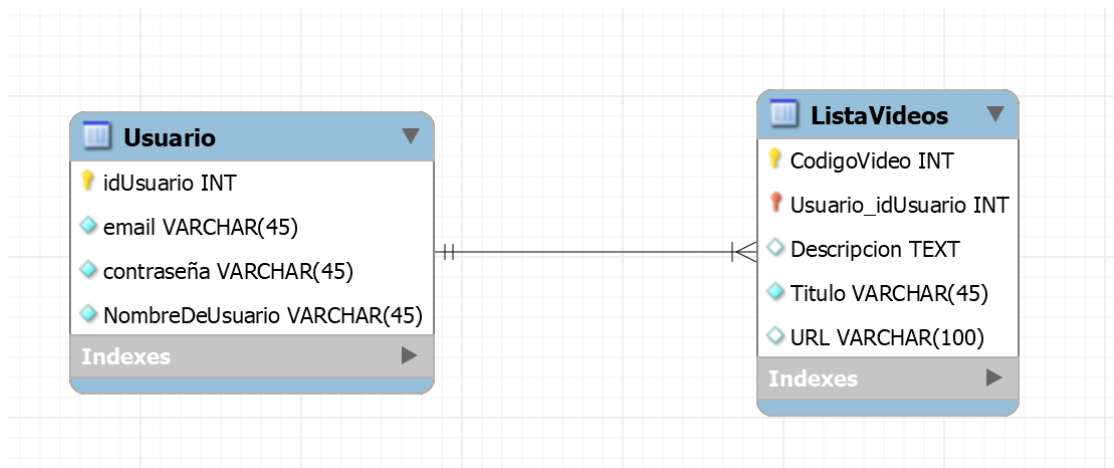 Usuario
idUsuario INT
email VARCHAR(45)
contraseña VARCHAR(45)
NombreDeUsuario VARCHAR(45)
Indexes
ListaVideos
CodigoVideo INT
Usuario_idUsuario INT
Descripcion TEXT
Titulo VARCHAR(45)
URL VARCHAR(100)
Indexes